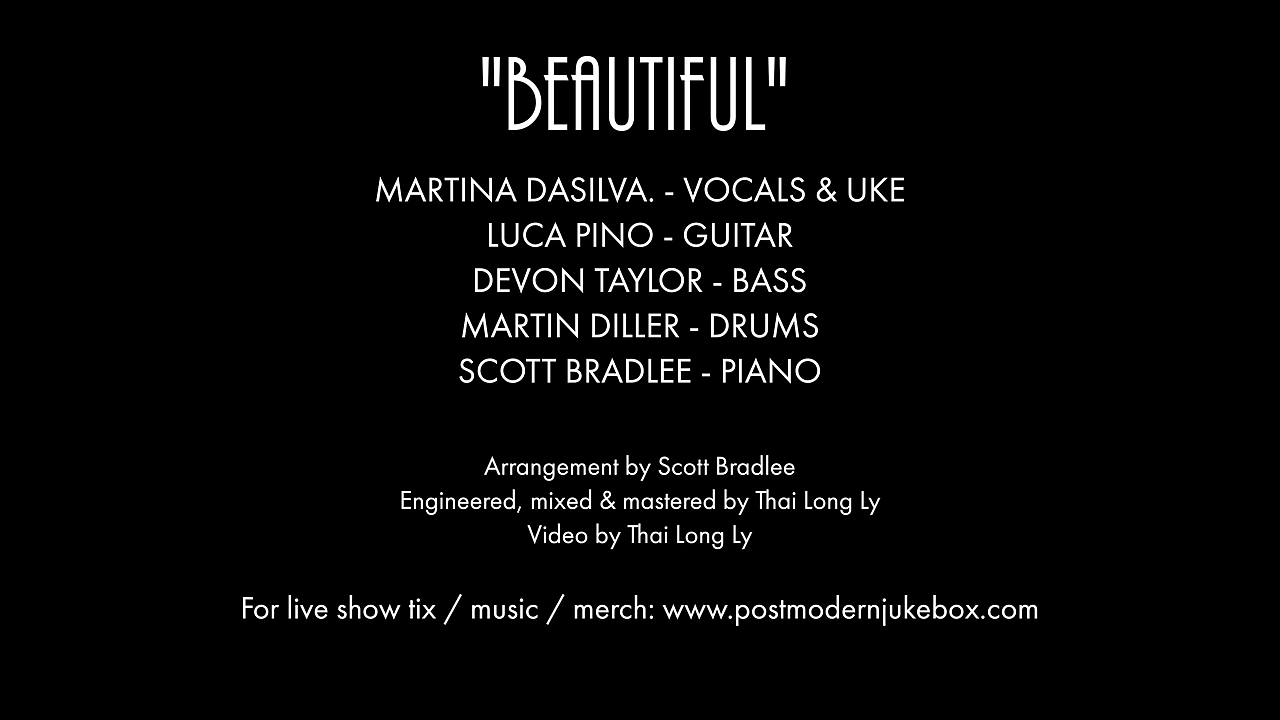 "BEAUTIFUL"
MARTINA DASILVA. - VOCALS & UKE
LUCA PINO - GUITAR
DEVON TAYLOR - BASS
MARTIN DILLER - DRUMS
SCOTT BRADLEE - PIANO
Arrangement by Scott Bradlee
Engineered, mixed & mastered by Thai Long Ly
Video by Thai Long Ly
For live show tix / music / merch: www.postmodernjukebox.com